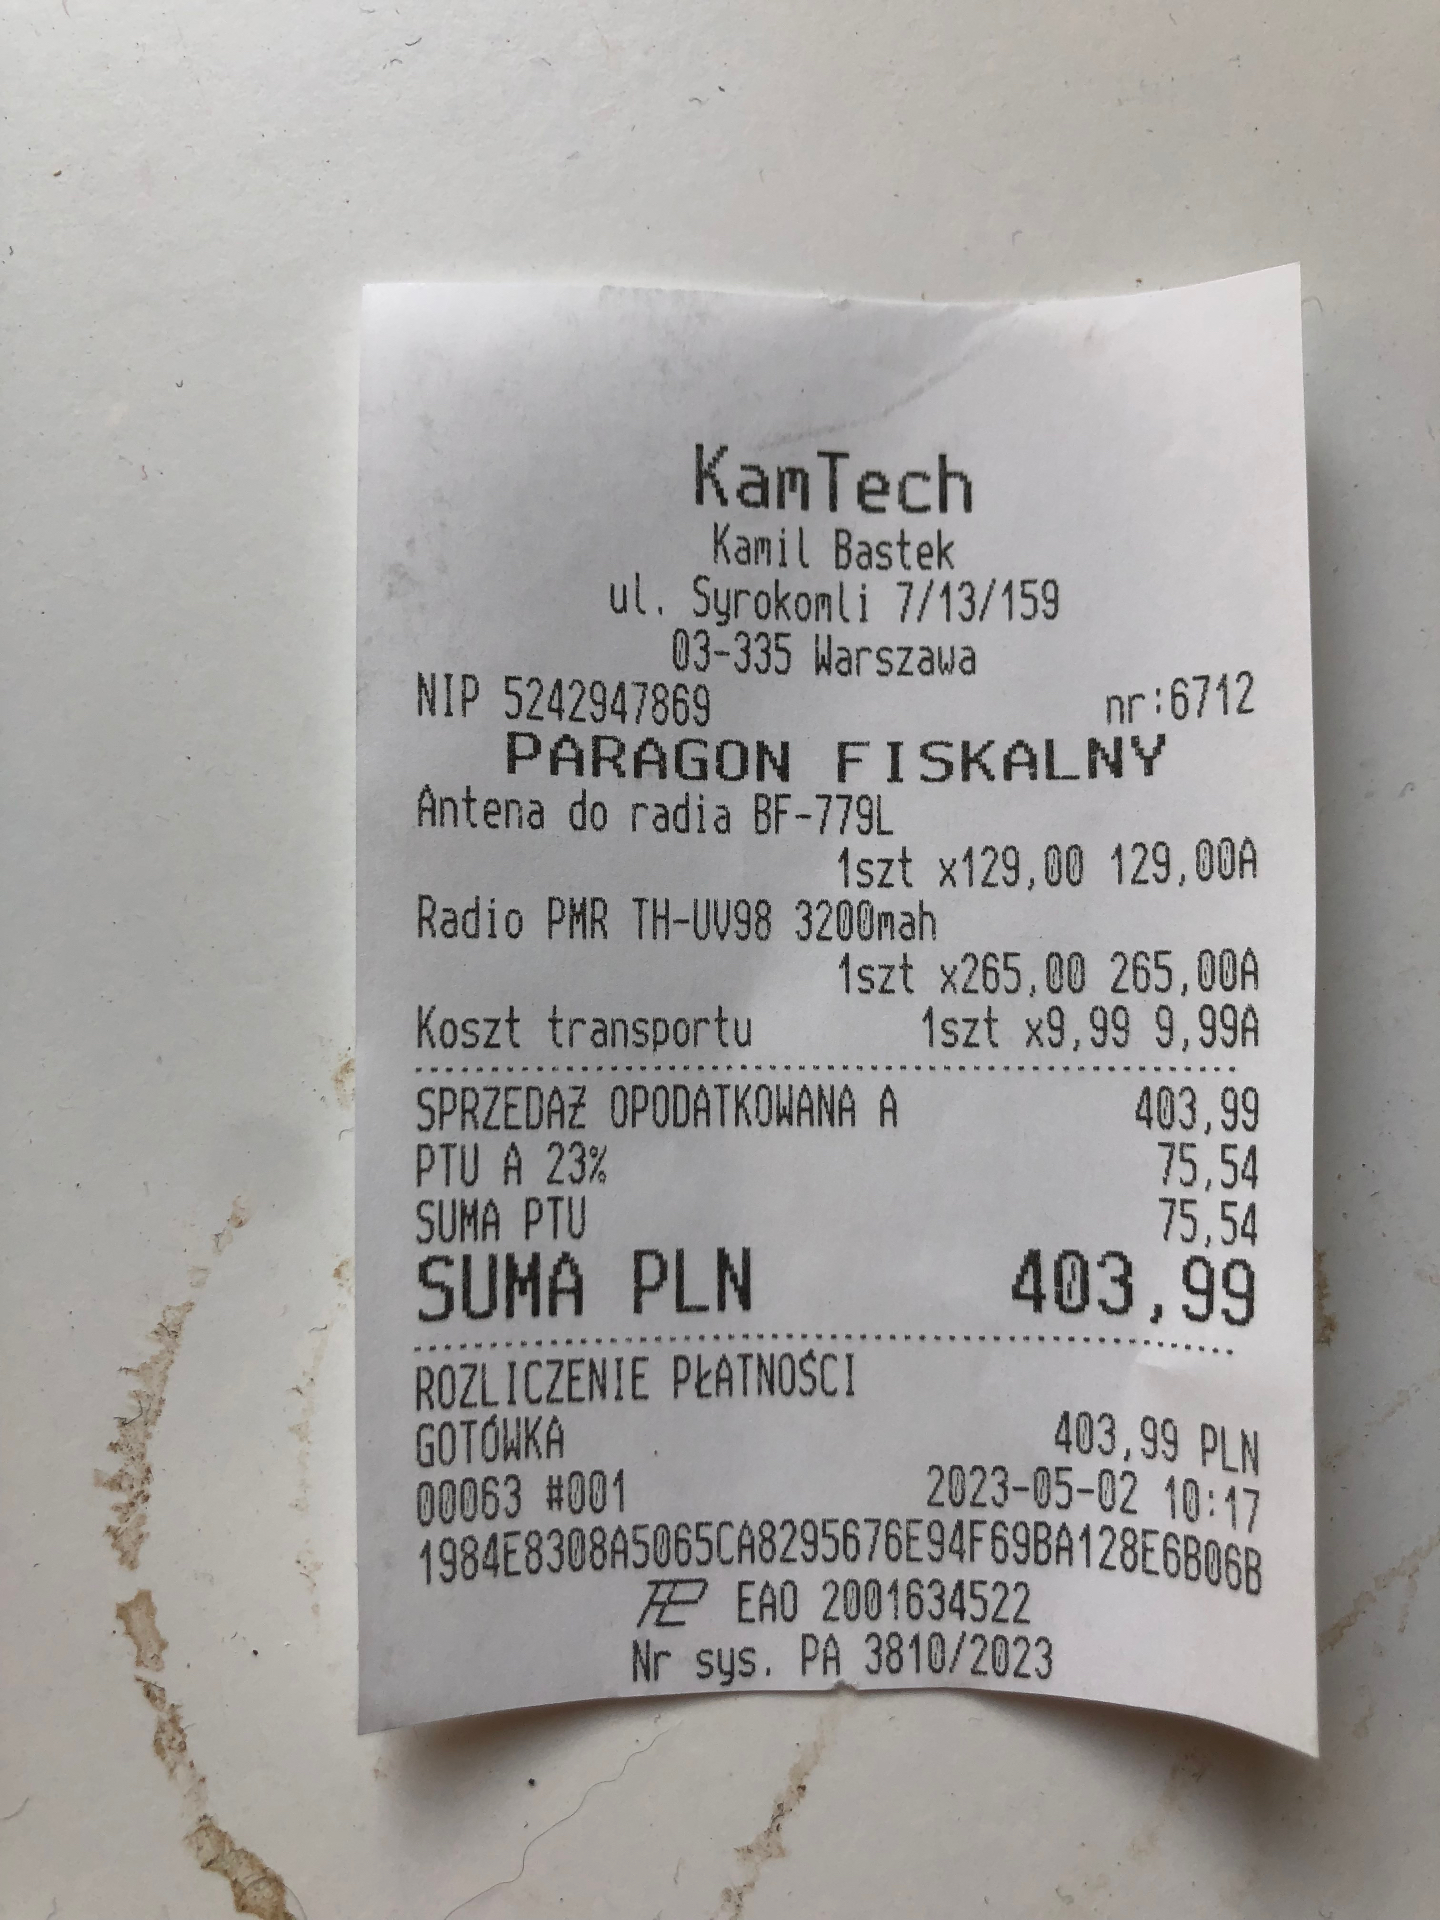 KamTech
Kamil Bastek
ul. Syrokomli 7/13/159
03-335 Warszawa
NIP 5242947869 nr:6712
PARAGON FISKALNY
Antena do radia BF-779L
1szt x129,00 129,00A
Radio PMR TH-UV98 3200mah
1szt x265,00 265,00A
Koszt transportu 1szt x9,99 9,99A
SPRZEDAŻ OPODATKOWANA A 403,99
PTU A 23% 75,54
SUMA PTU 75,54
SUMA PLN 403,99
ROZLICZENIE PŁATNOŚCI
GOTÓWKA 403,99 PLN
00063 #001 2023-05-02 10:17
1984E8308A5065CA8295676E94F69BA128E6B06B
EAO 2001634522
Nr sys. PA 3810/2023